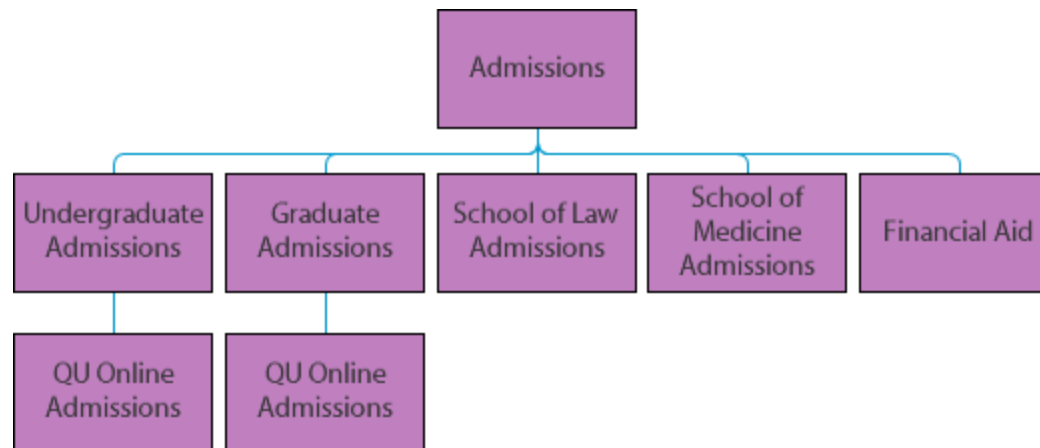 Admissions
Undergraduate
Admissions
Graduate
Admissions
School of Law
Admissions
School of
Medicine
Admissions
Financial Aid
QU Online
Admissions
QU Online
Admissions